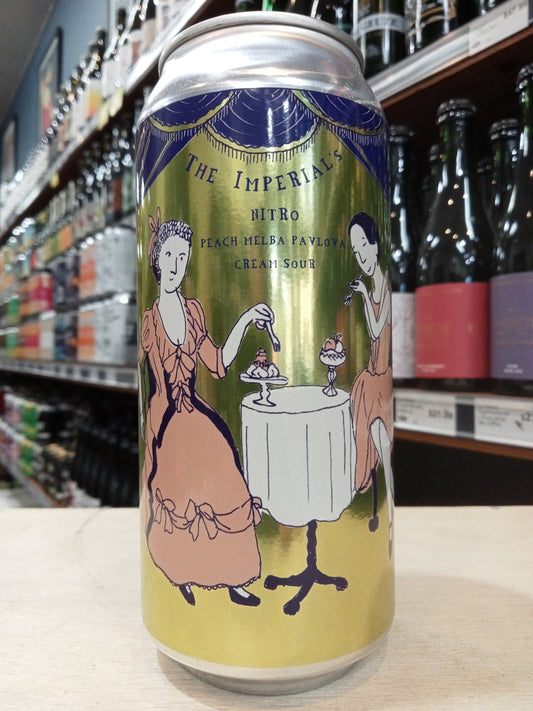 The Imperial's
NITRO
PEACH MELBA PAVLOVA
CREAM SOUR